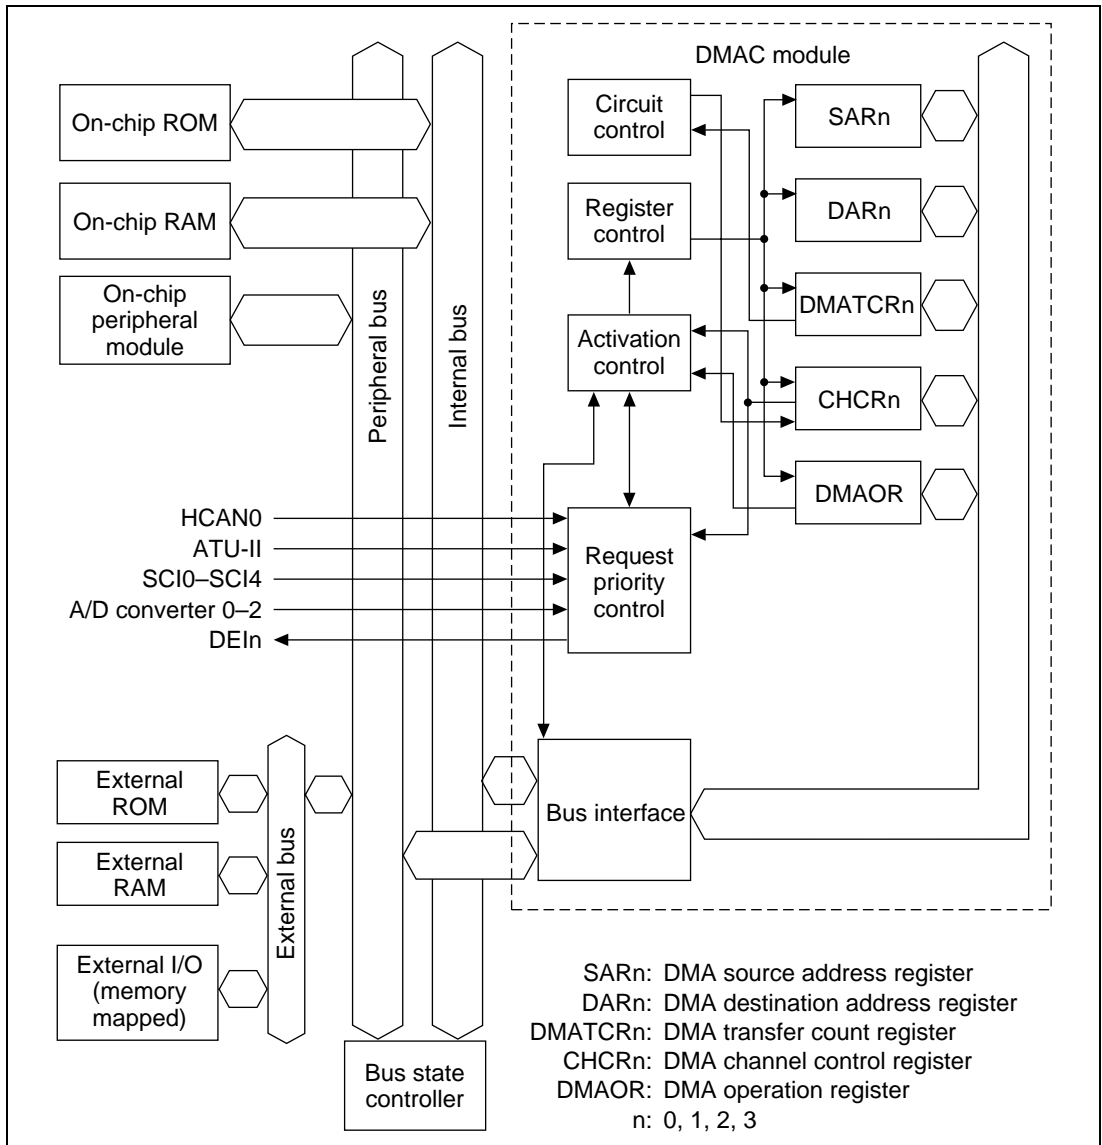 DMAC module
On-chip ROM
On-chip RAM
On-chip
peripheral
module
Peripheral bus
Internal bus
Circuit
control
Register
control
Activation
control
Request
priority
control
SARn
DARn
DMATCRn
CHCRn
DMAOR
HCAN0
ATU-II
SCI0–SCI4
A/D converter 0–2
DEIn
External
ROM
External
RAM
External I/O
(memory
mapped)
External bus
Bus interface
Bus state
controller
SARn: DMA source address register
DARn: DMA destination address register
DMATCRn: DMA transfer count register
CHCRn: DMA channel control register
DMAOR: DMA operation register
n: 0, 1, 2, 3